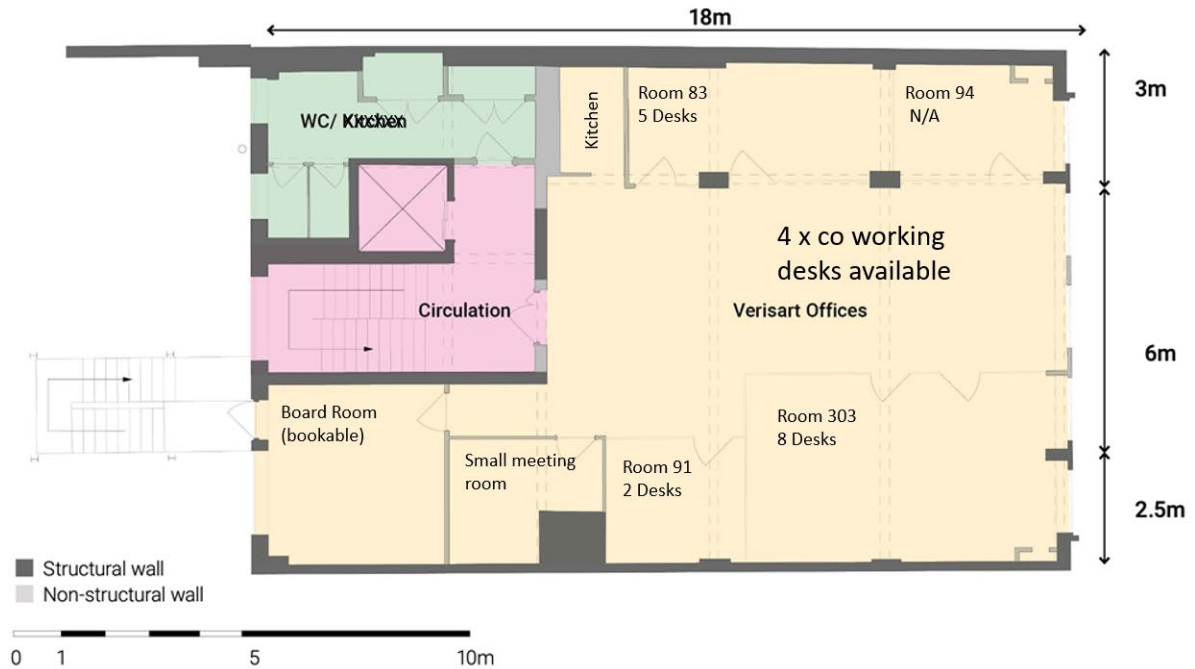 18m
3m
WC/ Kitchen
Kitchen
Room 83
5 Desks
Room 94
N/A
4 x co working
desks available
Circulation
Verisart Offices
6m
Board Room
(bookable)
Small meeting
room
Room 91
2 Desks
Room 303
8 Desks
2.5m
Structural wall
Non-structural wall
0 1 5 10m